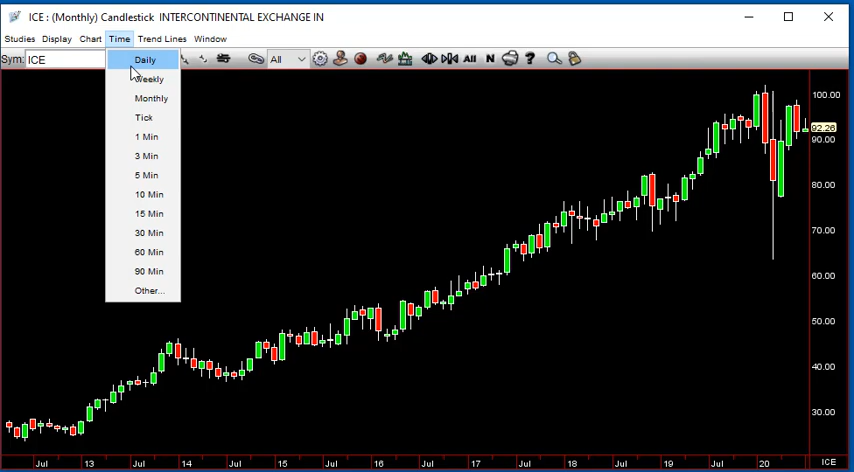 ICE : (Monthly) Candlestick INTERCONTINENTAL EXCHANGE IN
Studies Display Chart Time Trend Lines Window
Sym: ICE All All N ?
Daily
Weekly
Monthly
Tick
1 Min
3 Min
5 Min
10 Min
15 Min
30 Min
60 Min
90 Min
Other...
100.00
92.26
90.00
80.00
70.00
60.00
50.00
40.00
30.00
Jul 13 Jul 14 Jul 15 Jul 16 Jul 17 Jul 18 Jul 19 Jul 20 ICE